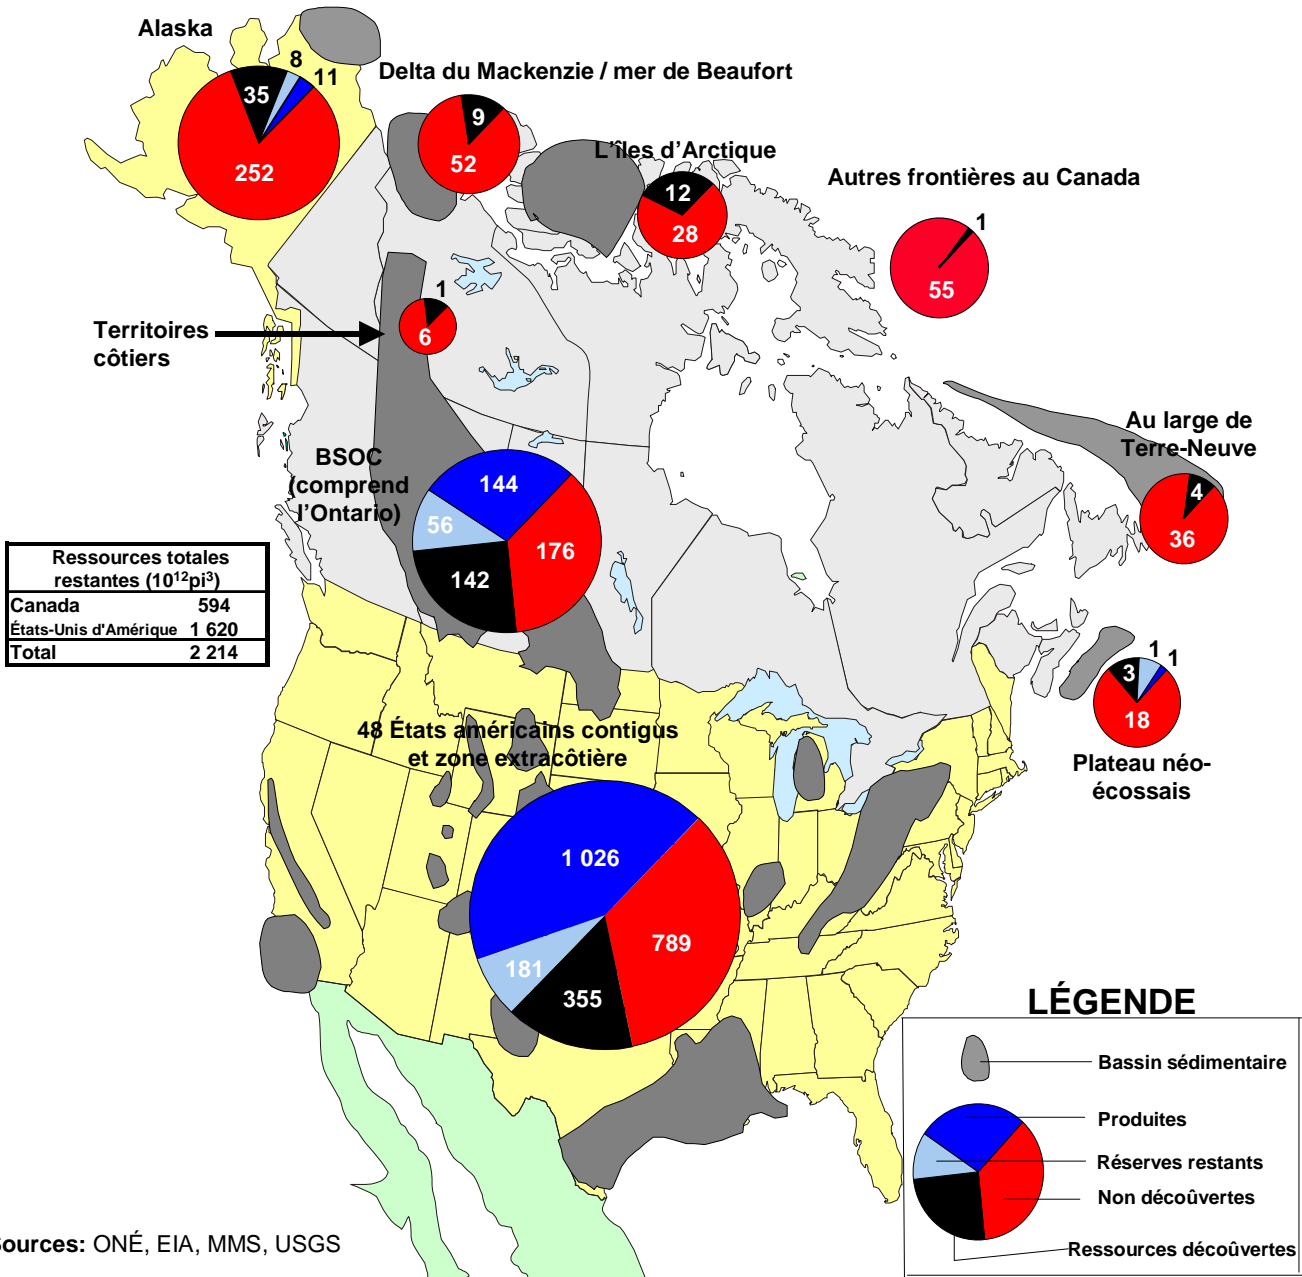 Alaska
8
11
35
252
Delta du Mackenzie / mer de Beaufort
9
52
L'îles d'Arctique
12
28
Autres frontières au Canada
1
55
Territoires
côtiers
1
6
Au large de
Terre-Neuve
4
36
BSOC
(comprend
l'Ontario)
144
56
176
142
Ressources totales
restantes (10¹²pi³)
Canada 594
États-Unis d'Amérique 1 620
Total 2 214
1
1
3
18
Plateau néo-
écossais
48 États américains contigus
et zone extracôtière
1 026
789
181
355
LÉGENDE
Bassin sédimentaire
Produites
Réserves restants
Non découvertes
Ressources découvertes
Sources: ONÉ, EIA, MMS, USGS